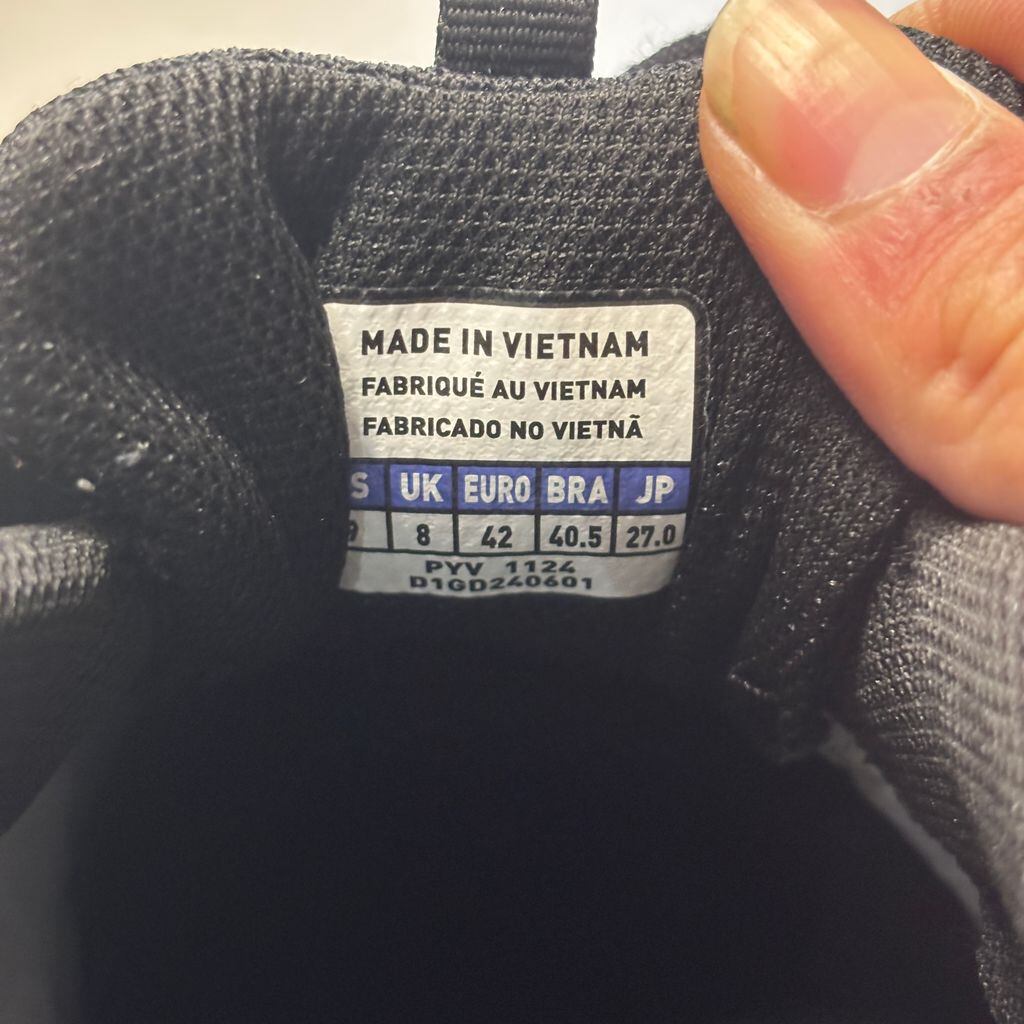 MADE IN VIETNAM
FABRIQUÉ AU VIETNAM
FABRICADO NO VIETNÃ
S UK EURO BRA JP
9 8 42 40.5 27.0
PYV 1124
D1GD240601